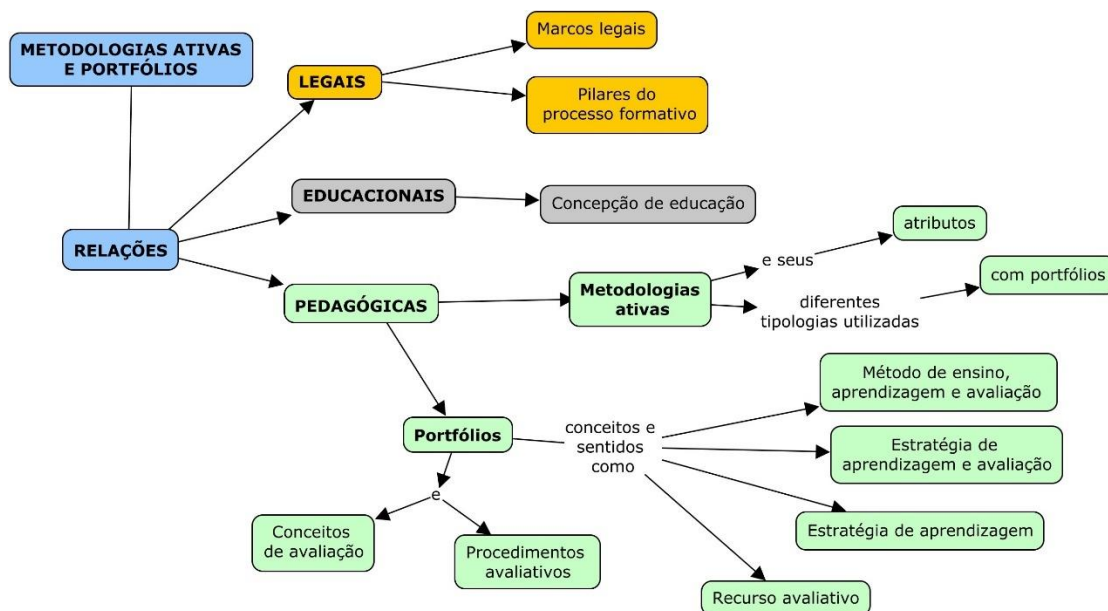 METODOLOGIAS ATIVAS
E PORTFÓLIOS
RELAÇÕES
LEGAIS
Marcos legais
Pilares do
processo formativo
EDUCACIONAIS
Concepção de educação
PEDAGÓGICAS
Metodologias
ativas
e seus
atributos
diferentes
tipologias utilizadas
com portfólios
Portfólios
conceitos e
sentidos
como
Método de ensino,
aprendizagem e avaliação
Estratégia de
aprendizagem e avaliação
Estratégia de aprendizagem
Recurso avaliativo
e
Conceitos
de avaliação
Procedimentos
avaliativos